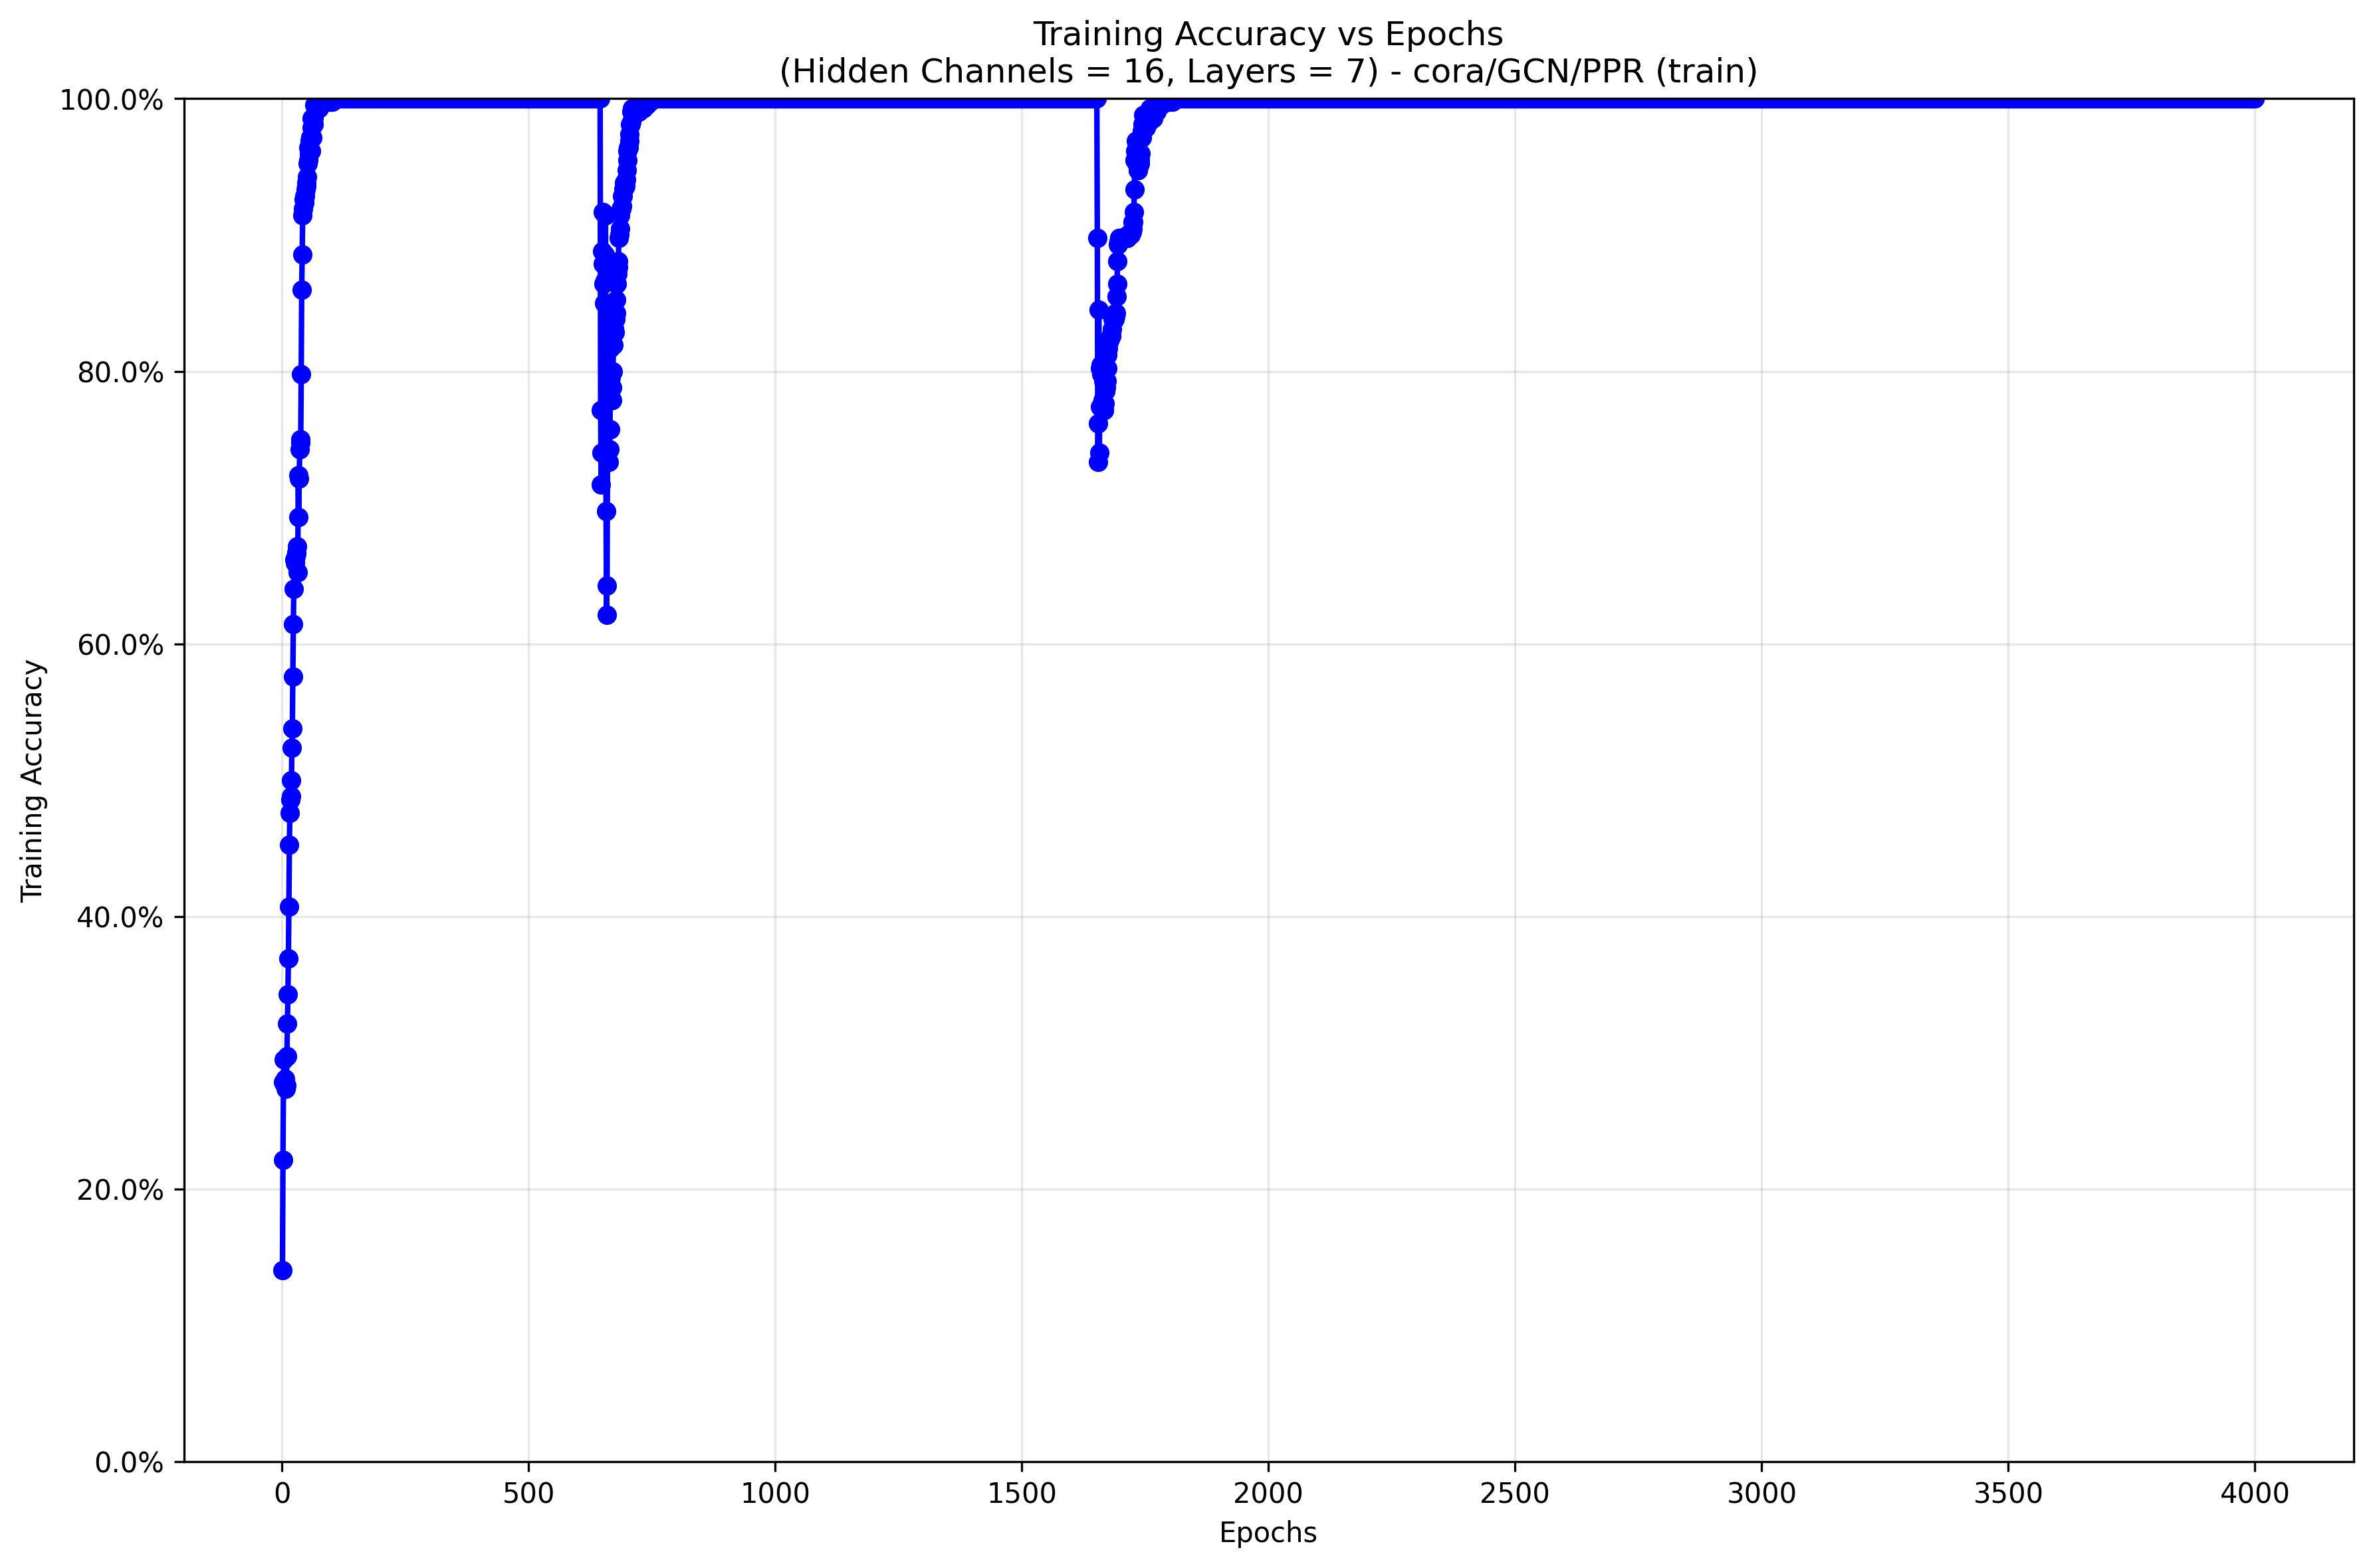 Training Accuracy vs Epochs
(Hidden Channels = 16, Layers = 7) - cora/GCN/PPR (train)
100.0%
80.0%
60.0%
40.0%
20.0%
0.0%
Training Accuracy
0 500 1000 1500 2000 2500 3000 3500 4000
Epochs